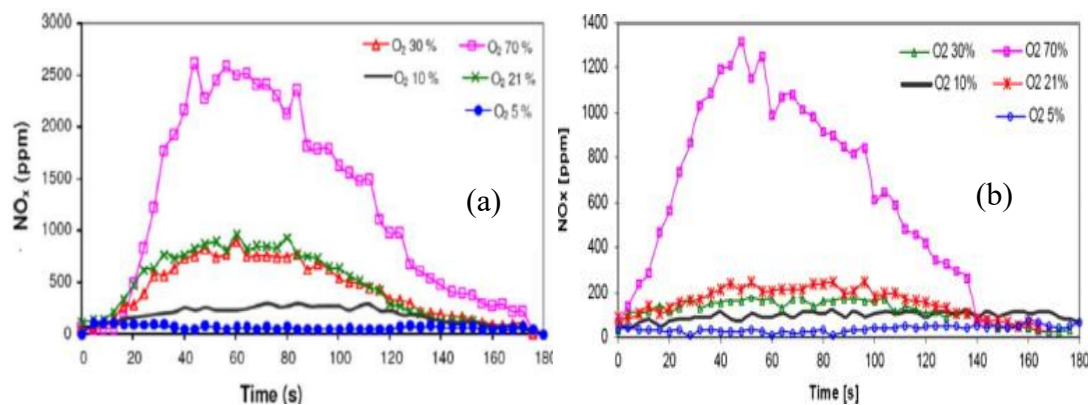 3000
2500
2000
1500
1000
500
0
NOₓ (ppm)
O₂ 30 %
O₂ 70 %
O₂ 10 %
O₂ 21 %
O₂ 5 %
(a)
0 20 40 60 80 100 120 140 160 180
Time (s)
1400
1200
1000
800
600
400
200
0
NOx [ppm]
O2 30%
O2 70%
O2 10%
O2 21%
O2 5%
(b)
0 20 40 60 80 100 120 140 160 180
Time [s]